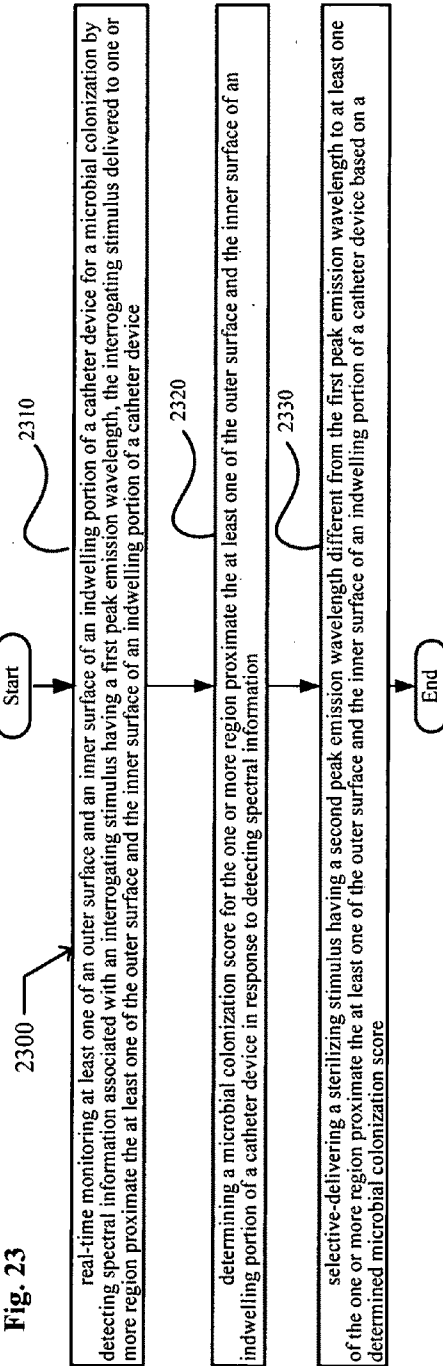 Fig. 23
2300
Start
2310
real-time monitoring at least one of an outer surface and an inner surface of an indwelling portion of a catheter device for a microbial colonization by
detecting spectral information associated with an interrogating stimulus having a first peak emission wavelength, the interrogating stimulus delivered to one or
more region proximate the at least one of the outer surface and the inner surface of an indwelling portion of a catheter device
2320
determining a microbial colonization score for the one or more region proximate the at least one of the outer surface and the inner surface of an
indwelling portion of a catheter device in response to detecting spectral information
2330
selective-delivering a sterilizing stimulus having a second peak emission wavelength different from the first peak emission wavelength to at least one
of the one or more region proximate the at least one of the outer surface and the inner surface of an indwelling portion of a catheter device based on a
determined microbial colonization score
End